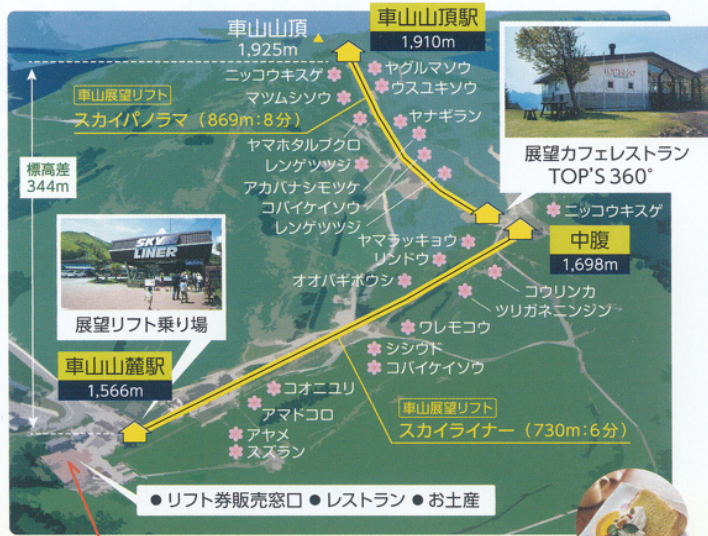 車山山頂
1,925m
車山山頂駅
1,910m
ニッコウキスゲ
マツムシソウ
ヤグルマソウ
ウスユキソウ
車山展望リフト
スカイパノラマ（869m:8分）
ヤナギラン
ヤマホタルブクロ
レンゲツツジ
アカバナシモツケ
コバイケイソウ
レンゲツツジ
展望カフェレストラン
TOP'S 360°
標高差
344m
ニッコウキスゲ
中腹
1,698m
SKY
LINER
展望リフト乗り場
ヤマラッキョウ
リンドウ
オオバギボウシ
コウリンカ
ツリガネニンジン
ワレモコウ
シシウド
コバイケイソウ
車山山麓駅
1,566m
コオニユリ
アマドコロ
アヤメ
スズラン
車山展望リフト
スカイライナー（730m:6分）
●リフト券販売窓口 ●レストラン ●お土産